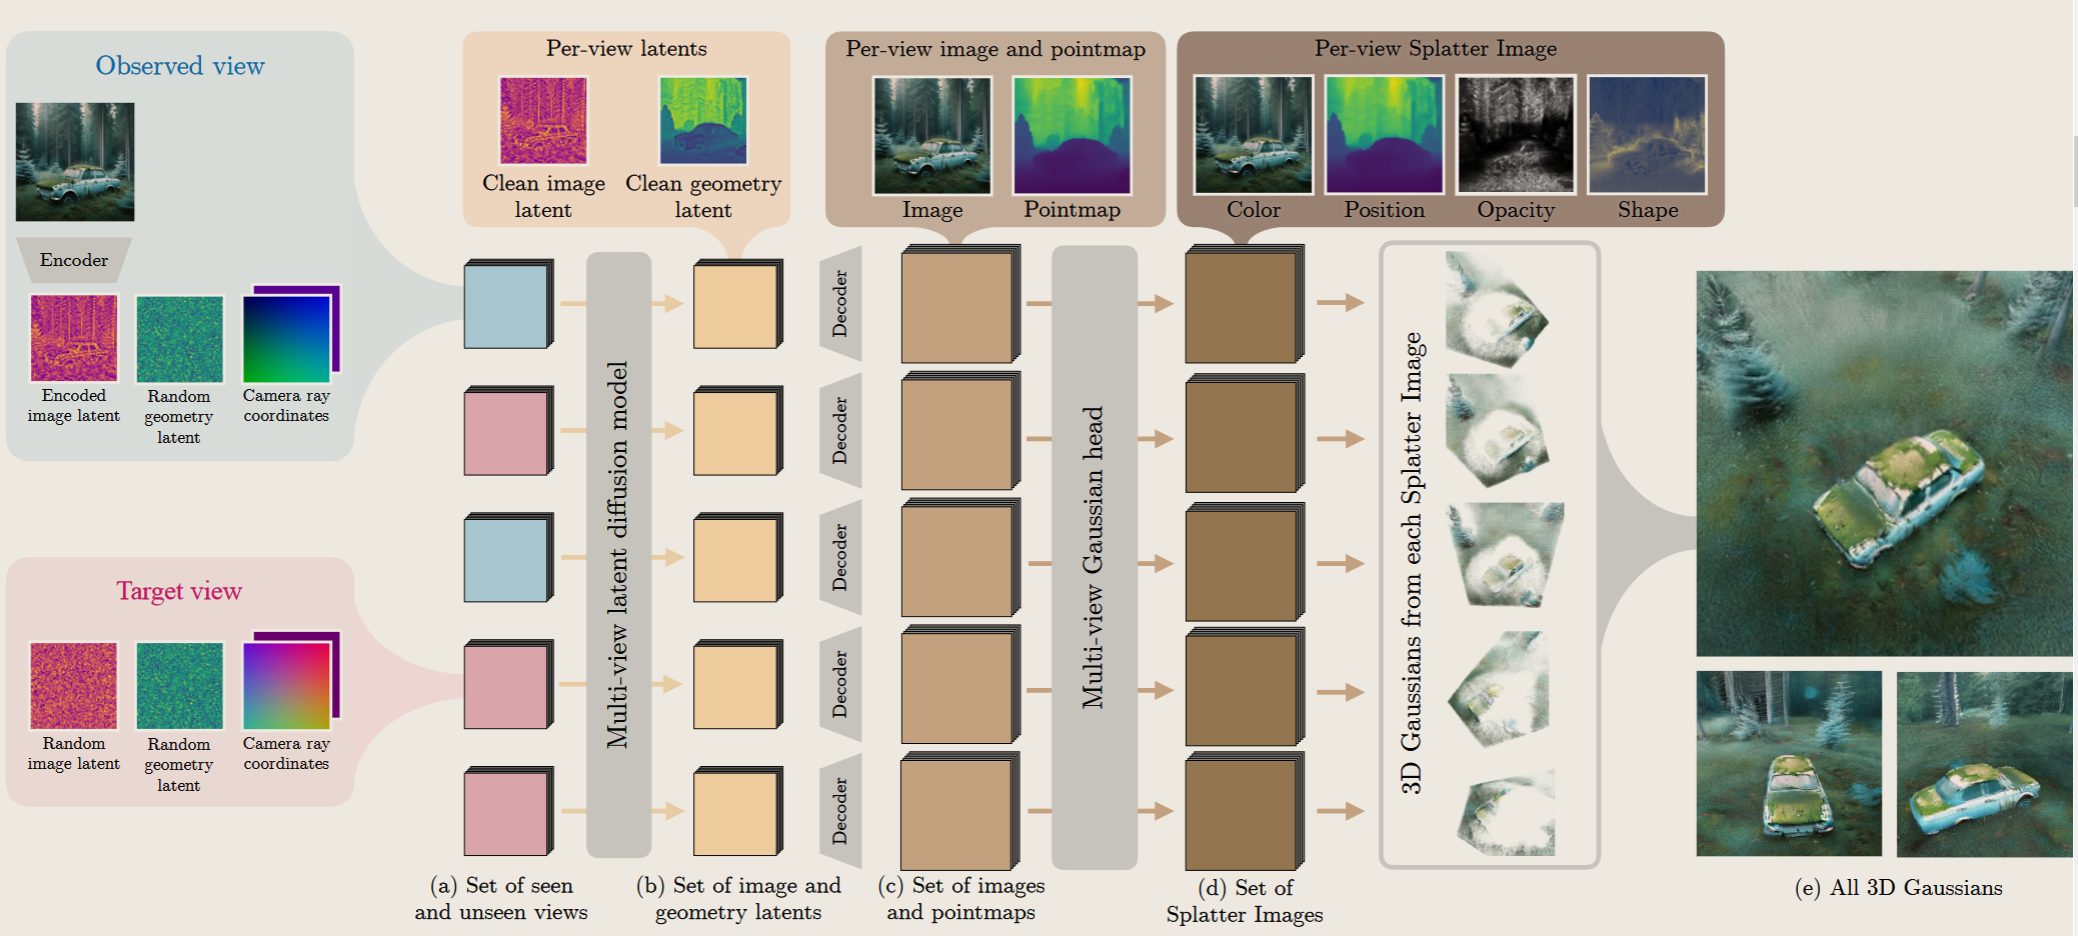 Observed view
Encoder
Encoded
image latent
Random
geometry
latent
Camera ray
coordinates
Target view
Random
image latent
Random
geometry
latent
Camera ray
coordinates
Per-view latents
Clean image
latent
Clean geometry
latent
Per-view image and pointmap
Image
Pointmap
Per-view Splatter Image
Color
Position
Opacity
Shape
Multi-view latent diffusion model
Decoder
Decoder
Decoder
Decoder
Decoder
Multi-view Gaussian head
3D Gaussians from each Splatter Image
(a) Set of seen
and unseen views
(b) Set of image and
geometry latents
(c) Set of images
and pointmaps
(d) Set of
Splatter Images
(e) All 3D Gaussians